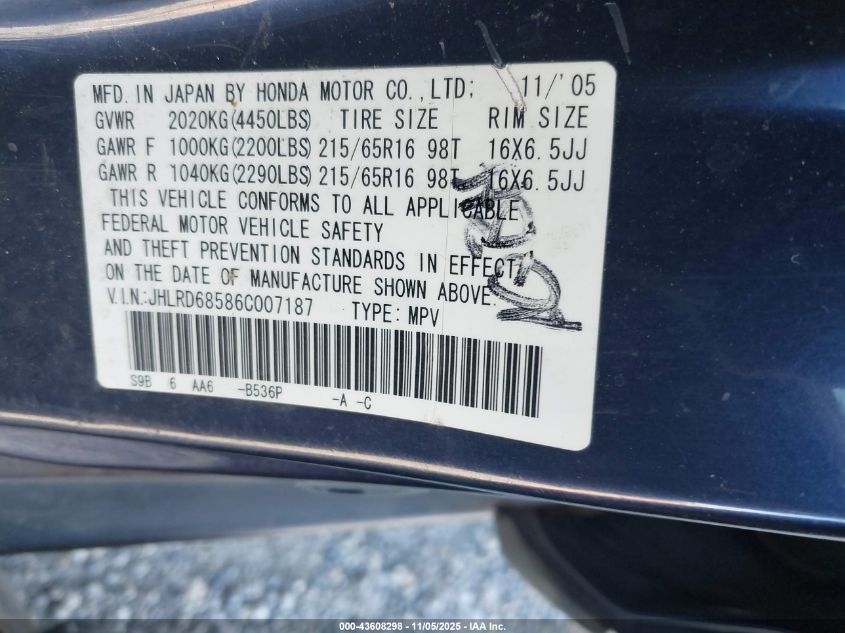 MFD. IN JAPAN BY HONDA MOTOR CO., LTD; 11/'05
GVWR 2020KG(4450LBS) TIRE SIZE RIM SIZE
GAWR F 1000KG(2200LBS) 215/65R16 98T 16X6.5JJ
GAWR R 1040KG(2290LBS) 215/65R16 98T 16X6.5JJ
THIS VEHICLE CONFORMS TO ALL APPLICABLE
FEDERAL MOTOR VEHICLE SAFETY
AND THEFT PREVENTION STANDARDS IN EFFECT
ON THE DATE OF MANUFACTURE SHOWN ABOVE.
V.I.N.:JHLRD68586C007187 TYPE: MPV
S9B 6 AA6 -B536P -A -C
000-43608298 - 11/05/2025 - IAA Inc.